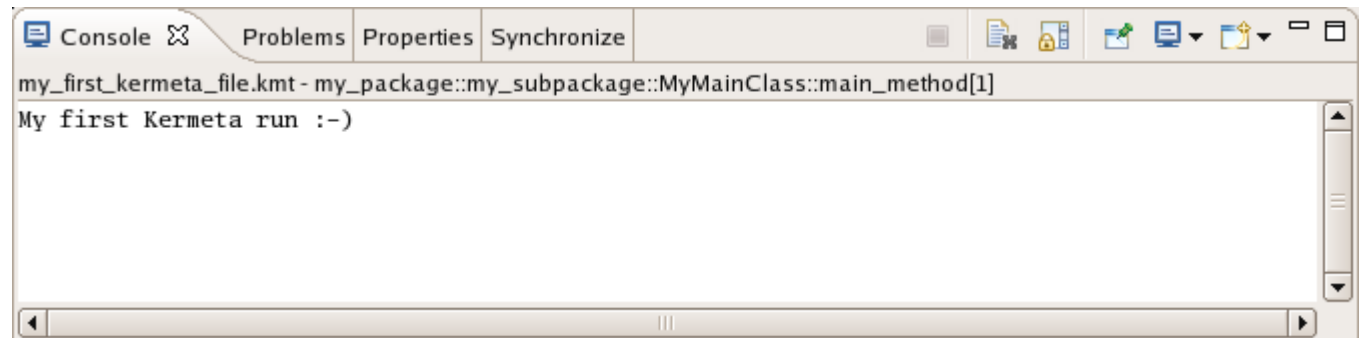 Console Problems Properties Synchronize
my_first_kermeta_file.kmt - my_package::my_subpackage::MyMainClass::main_method[1]
My first Kermeta run :-)